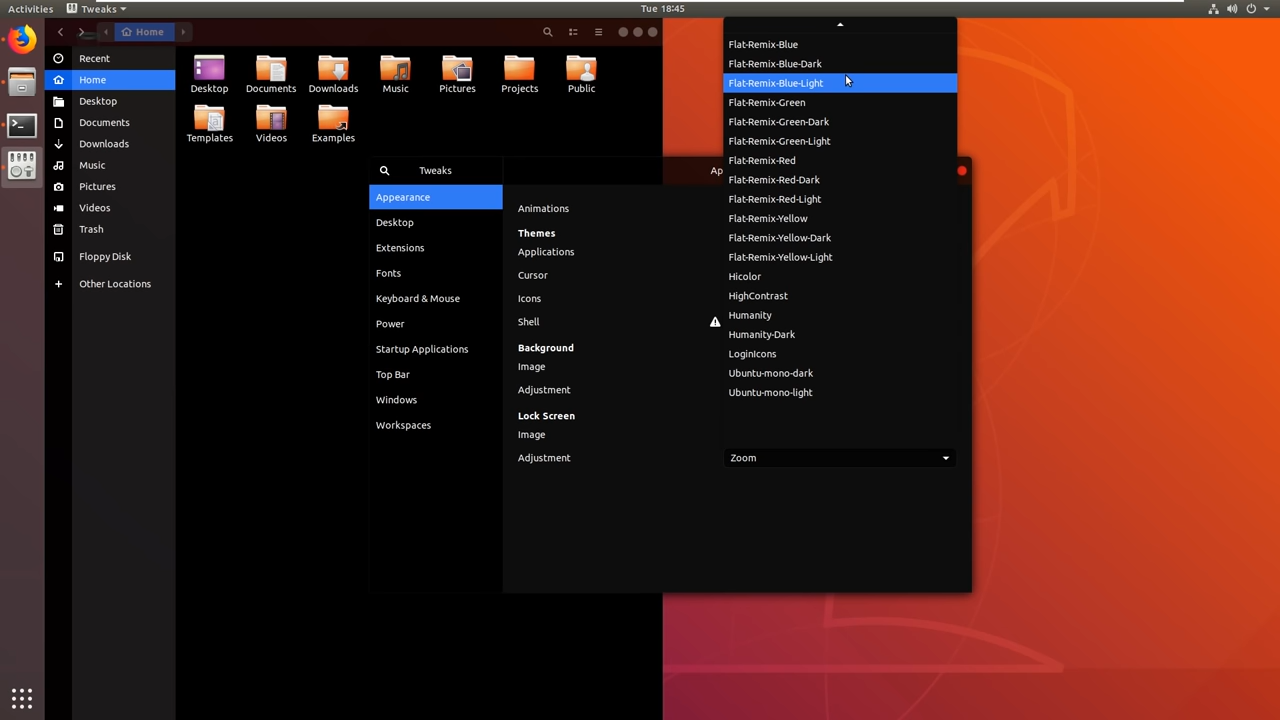 Activities
Tweaks
Tue 18:45
Home
Recent
Home
Desktop
Documents
Downloads
Music
Pictures
Videos
Trash
Floppy Disk
Other Locations
Desktop
Documents
Downloads
Music
Pictures
Projects
Public
Templates
Videos
Examples
Tweaks
Ap
Appearance
Desktop
Extensions
Fonts
Keyboard & Mouse
Power
Startup Applications
Top Bar
Windows
Workspaces
Animations
Themes
Applications
Cursor
Icons
Shell
Background
Image
Adjustment
Lock Screen
Image
Adjustment
Flat-Remix-Blue
Flat-Remix-Blue-Dark
Flat-Remix-Blue-Light
Flat-Remix-Green
Flat-Remix-Green-Dark
Flat-Remix-Green-Light
Flat-Remix-Red
Flat-Remix-Red-Dark
Flat-Remix-Red-Light
Flat-Remix-Yellow
Flat-Remix-Yellow-Dark
Flat-Remix-Yellow-Light
Hicolor
HighContrast
Humanity
Humanity-Dark
LoginIcons
Ubuntu-mono-dark
Ubuntu-mono-light
Zoom